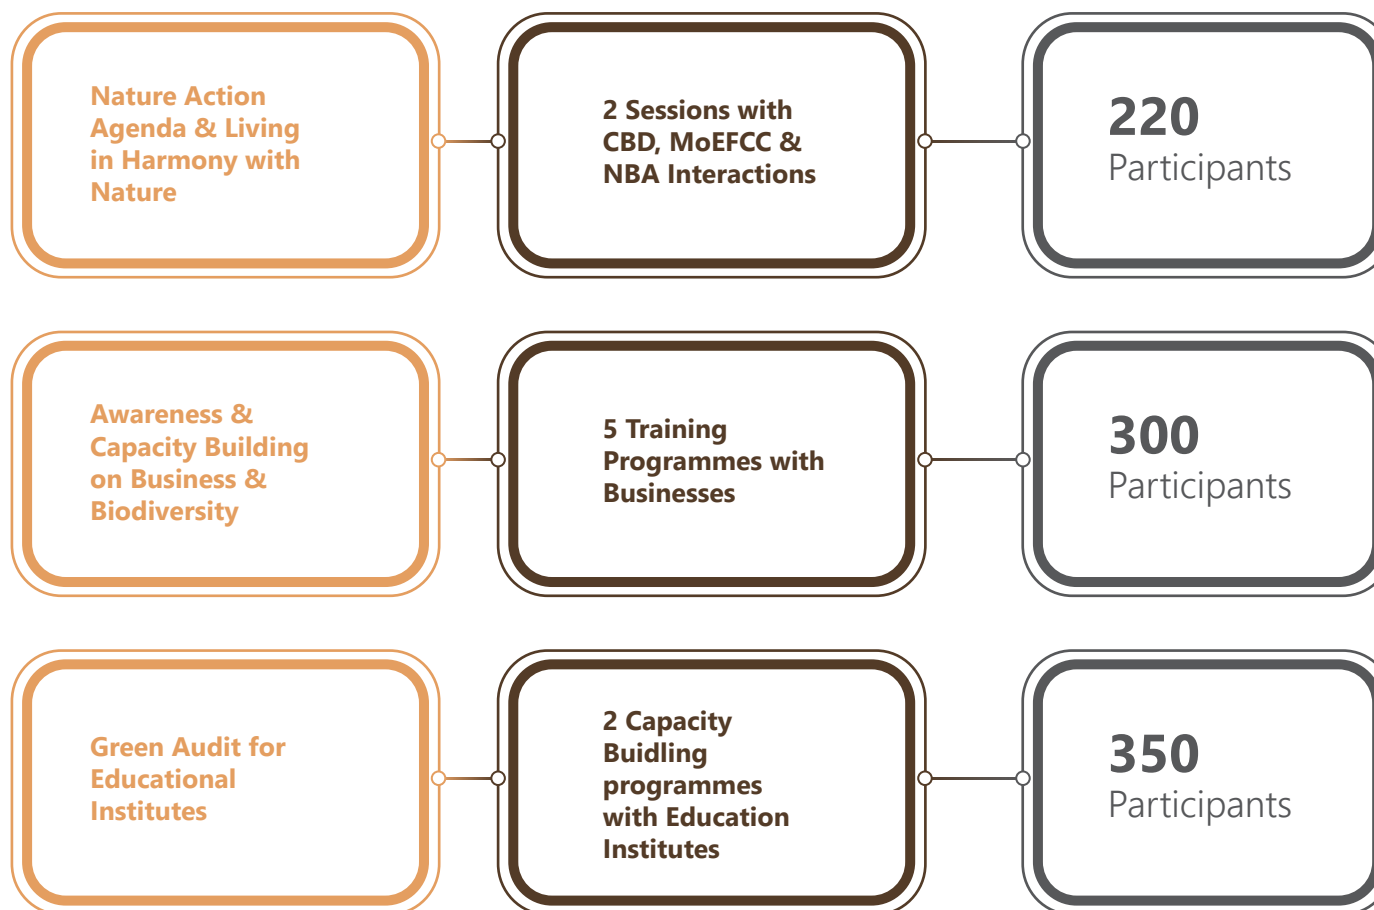 Nature Action
Agenda & Living
in Harmony with
Nature
2 Sessions with
CBD, MoEFCC &
NBA Interactions
220
Participants
Awareness &
Capacity Building
on Business &
Biodiversity
5 Training
Programmes with
Businesses
300
Participants
Green Audit for
Educational
Institutes
2 Capacity
Buidling
programmes
with Education
Institutes
350
Participants